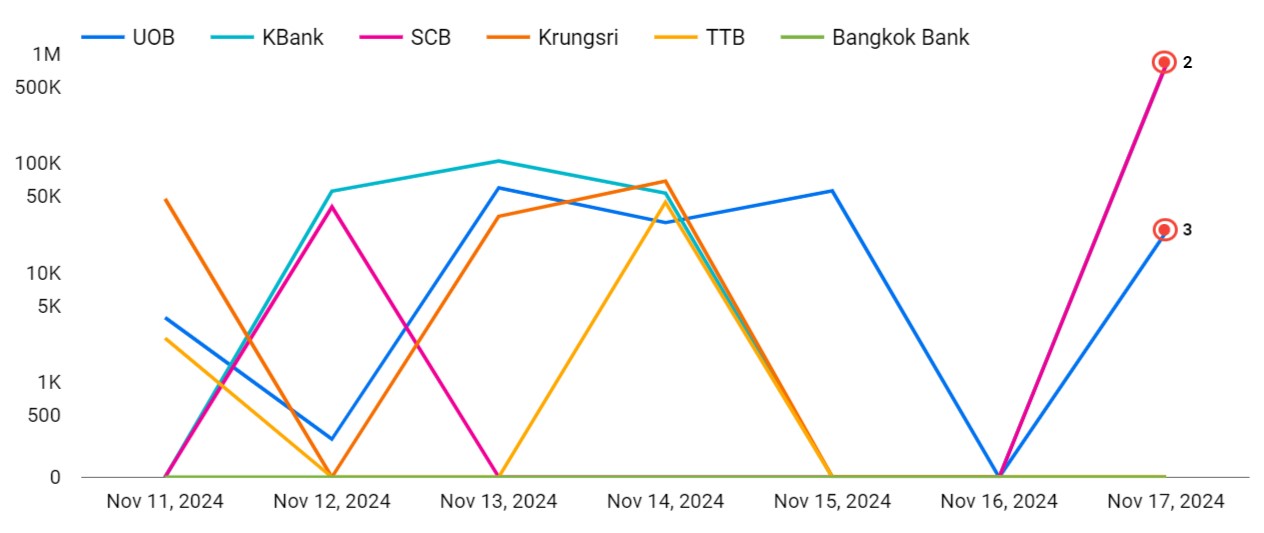 UOB KBank SCB Krungsri TTB Bangkok Bank
1M
2
500K
100K
50K
3
10K
5K
1K
500
0
Nov 11, 2024 Nov 12, 2024 Nov 13, 2024 Nov 14, 2024 Nov 15, 2024 Nov 16, 2024 Nov 17, 2024